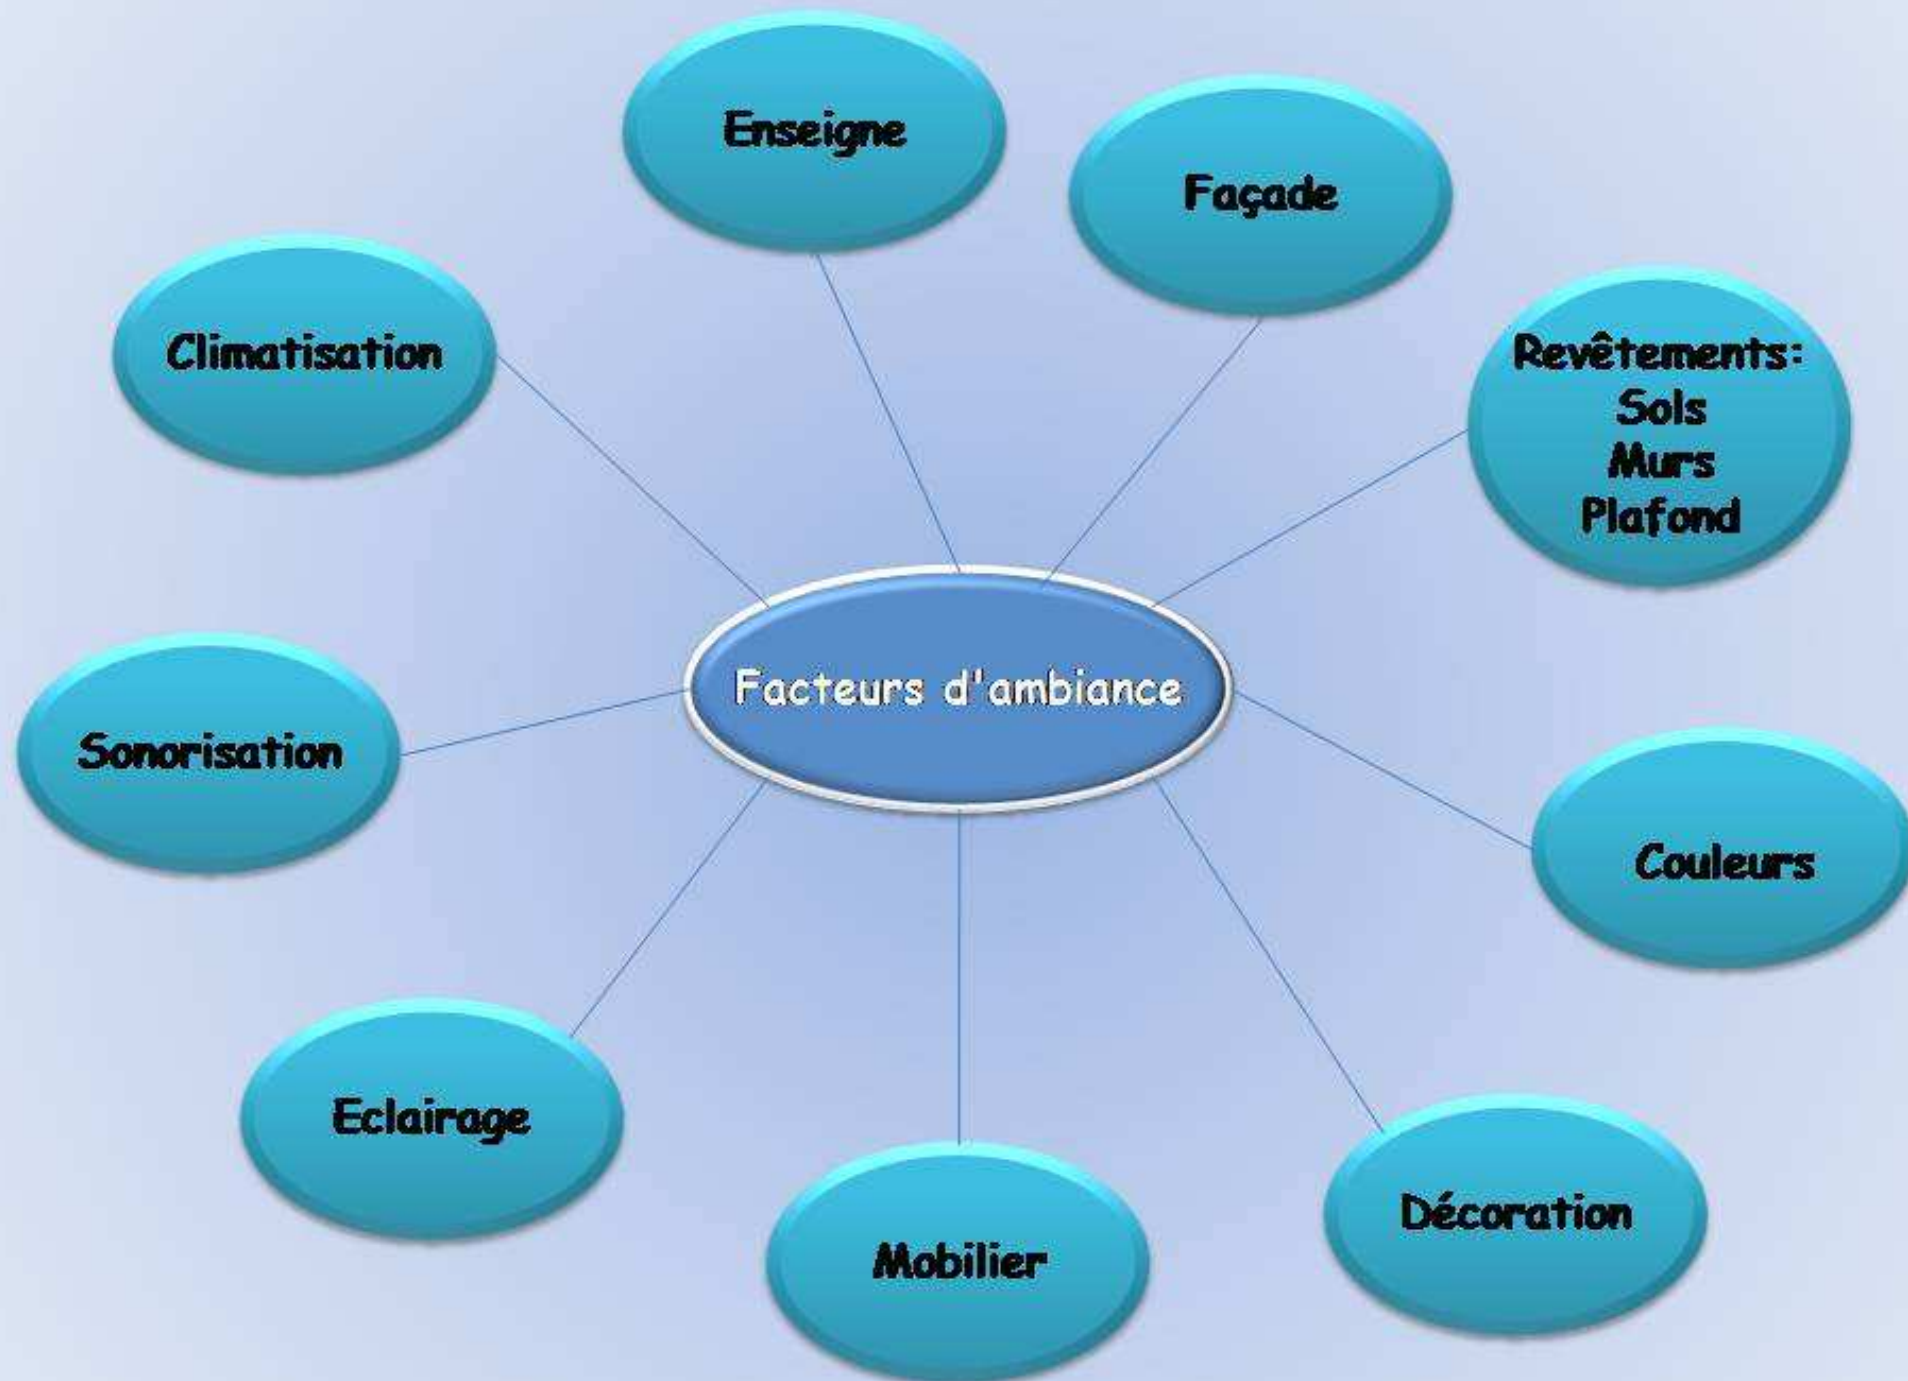 Enseigne
Façade
Climatisation
Revêtements:
Sols
Murs
Plafond
Facteurs d'ambiance
Sonorisation
Couleurs
Eclairage
Décoration
Mobilier